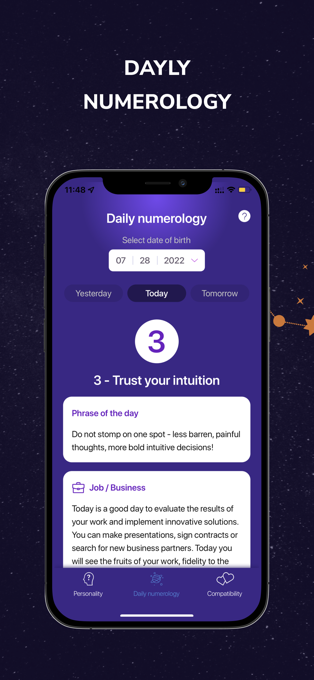 DAYLY
NUMEROLOGY
11:48
Daily numerology
?
Select date of birth
07 28 2022
Yesterday Today Tomorrow
3
3 - Trust your intuition
Phrase of the day
Do not stomp on one spot - less barren, painful
thoughts, more bold intuitive decisions!
Job / Business
Today is a good day to evaluate the results of
your work and implement innovative solutions.
You can make presentations, sign contracts or
search for new business partners. Today you
will see the fruits of your work, fidelity to the
Personality Daily numerology Compatibility